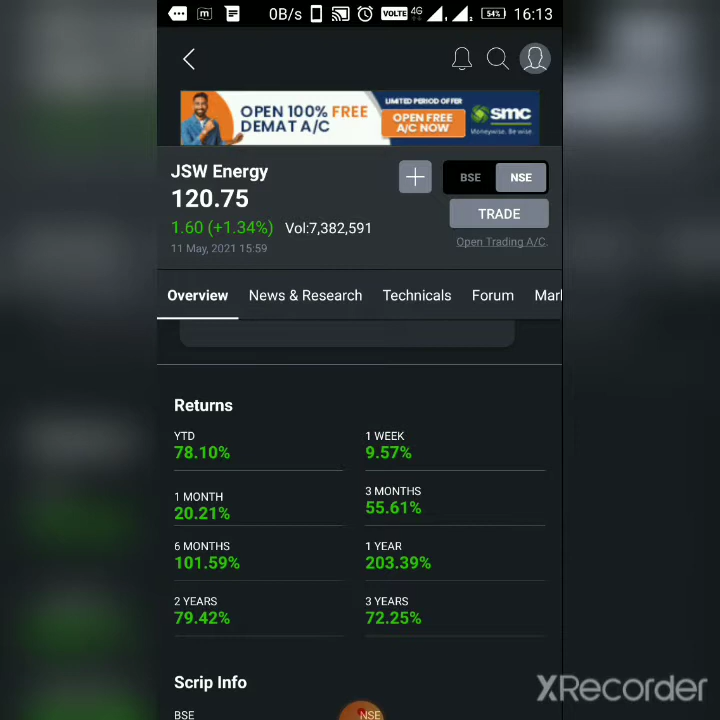 0B/s VOLTE 4G 54% 16:13
OPEN 100% FREE
DEMAT A/C
LIMITED PERIOD OFFER
OPEN FREE
A/C NOW
smc
Moneywise. Be wise.
JSW Energy
120.75
BSE NSE
TRADE
1.60 (+1.34%) Vol:7,382,591
11 May, 2021 15:59
Open Trading A/C.
Overview News & Research Technicals Forum Marl
Returns
YTD 1 WEEK
78.10% 9.57%
1 MONTH 3 MONTHS
20.21% 55.61%
6 MONTHS 1 YEAR
101.59% 203.39%
2 YEARS 3 YEARS
79.42% 72.25%
Scrip Info
BSE NSE
XRecorder